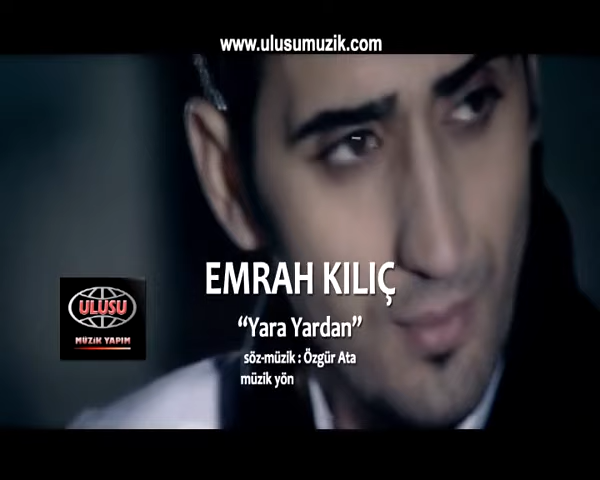 www.ulusumuzik.com
EMRAH KILIÇ
"Yara Yardan"
söz-müzik : Özgür Ata
müzik yön
ULUSU
MÜZİK YAPIM